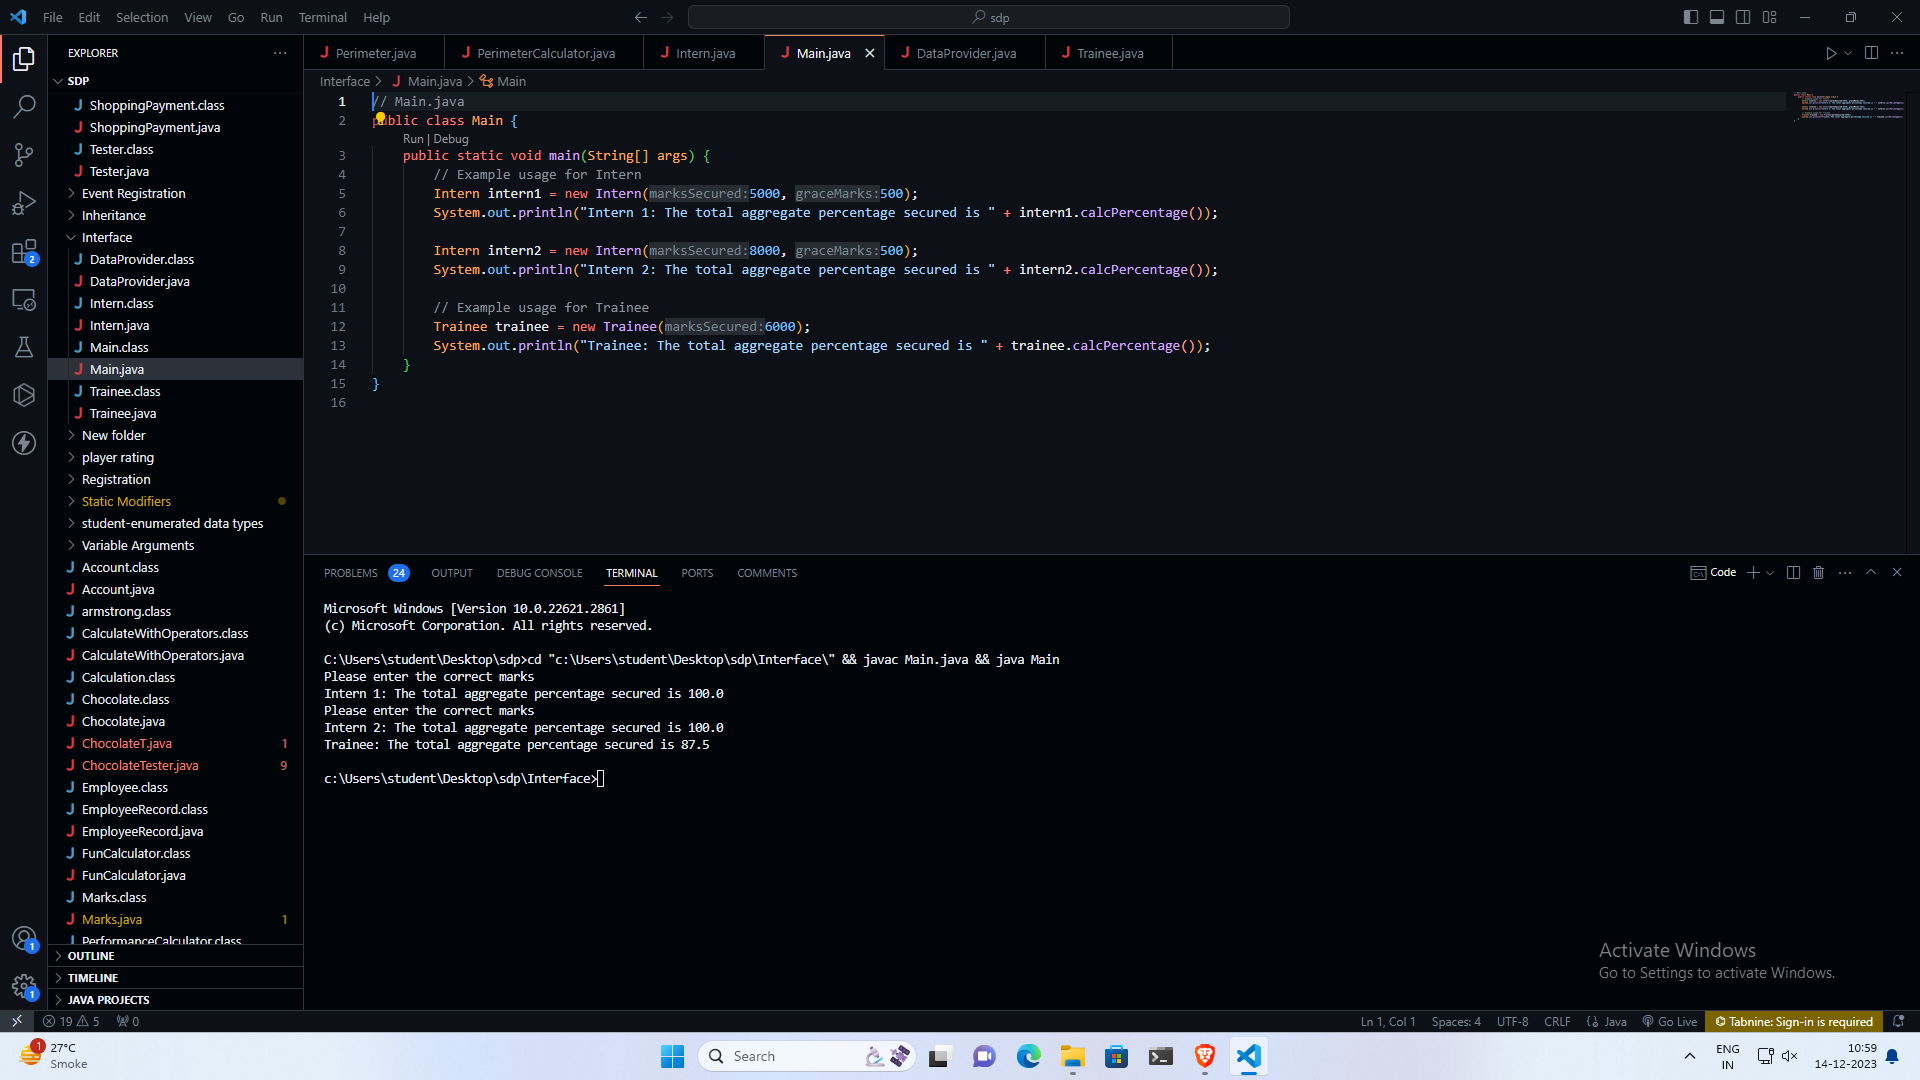 File Edit Selection View Go Run Terminal Help
sdp
EXPLORER
SDP
ShoppingPayment.class
ShoppingPayment.java
Tester.class
Tester.java
Event Registration
Inheritance
Interface
DataProvider.class
DataProvider.java
Intern.class
Intern.java
Main.class
Main.java
Trainee.class
Trainee.java
New folder
player rating
Registration
Static Modifiers
student-enumerated data types
Variable Arguments
Account.class
Account.java
armstrong.class
CalculateWithOperators.class
CalculateWithOperators.java
Calculation.class
Chocolate.class
Chocolate.java
ChocolateT.java 1
ChocolateTester.java 9
Employee.class
EmployeeRecord.class
EmployeeRecord.java
FunCalculator.class
FunCalculator.java
Marks.class
Marks.java 1
PerformanceCalculator.class
OUTLINE
TIMELINE
JAVA PROJECTS
2
1
1
Perimeter.java PerimeterCalculator.java Intern.java Main.java DataProvider.java Trainee.java
Interface > Main.java > Main
1 // Main.java
2 public class Main {
Run | Debug
3 public static void main(String[] args) {
4 // Example usage for Intern
5 Intern intern1 = new Intern(marksSecured:5000, graceMarks:500);
6 System.out.println("Intern 1: The total aggregate percentage secured is " + intern1.calcPercentage());
7
8 Intern intern2 = new Intern(marksSecured:8000, graceMarks:500);
9 System.out.println("Intern 2: The total aggregate percentage secured is " + intern2.calcPercentage());
10
11 // Example usage for Trainee
12 Trainee trainee = new Trainee(marksSecured:6000);
13 System.out.println("Trainee: The total aggregate percentage secured is " + trainee.calcPercentage());
14 }
15 }
16
PROBLEMS 24 OUTPUT DEBUG CONSOLE TERMINAL PORTS COMMENTS
Code
Microsoft Windows [Version 10.0.22621.2861]
(c) Microsoft Corporation. All rights reserved.
C:\Users\student\Desktop\sdp>cd "c:\Users\student\Desktop\sdp\Interface\" && javac Main.java && java Main
Please enter the correct marks
Intern 1: The total aggregate percentage secured is 100.0
Please enter the correct marks
Intern 2: The total aggregate percentage secured is 100.0
Trainee: The total aggregate percentage secured is 87.5
c:\Users\student\Desktop\sdp\Interface>
Activate Windows
Go to Settings to activate Windows.
19 5 0
Ln 1, Col 1 Spaces: 4 UTF-8 CRLF {} Java Go Live Tabnine: Sign-in is required
1
27°C
Smoke
Search
ENG
IN
10:59
14-12-2023